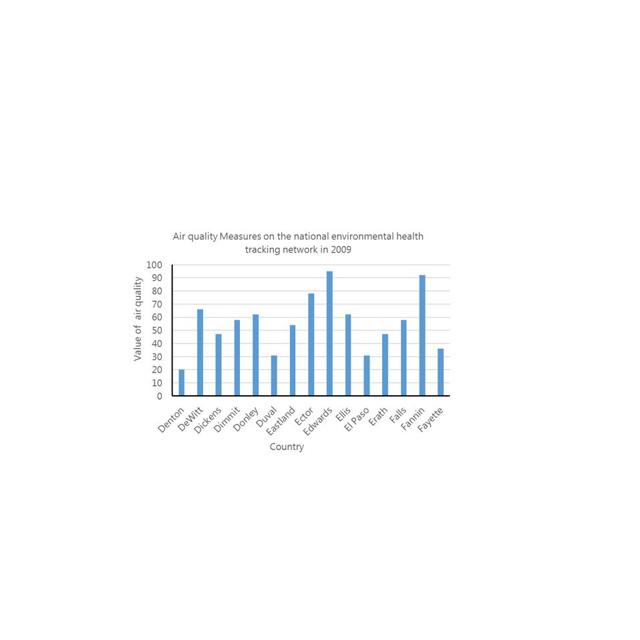 Air quality Measures on the national environmental health
tracking network in 2009
Value of air quality
100
90
80
70
60
50
40
30
20
10
0
Denton
DeWitt
Dickens
Dimmit
Donley
Duval
Eastland
Ector
Edwards
Ellis
El Paso
Erath
Falls
Fannin
Fayette
Country